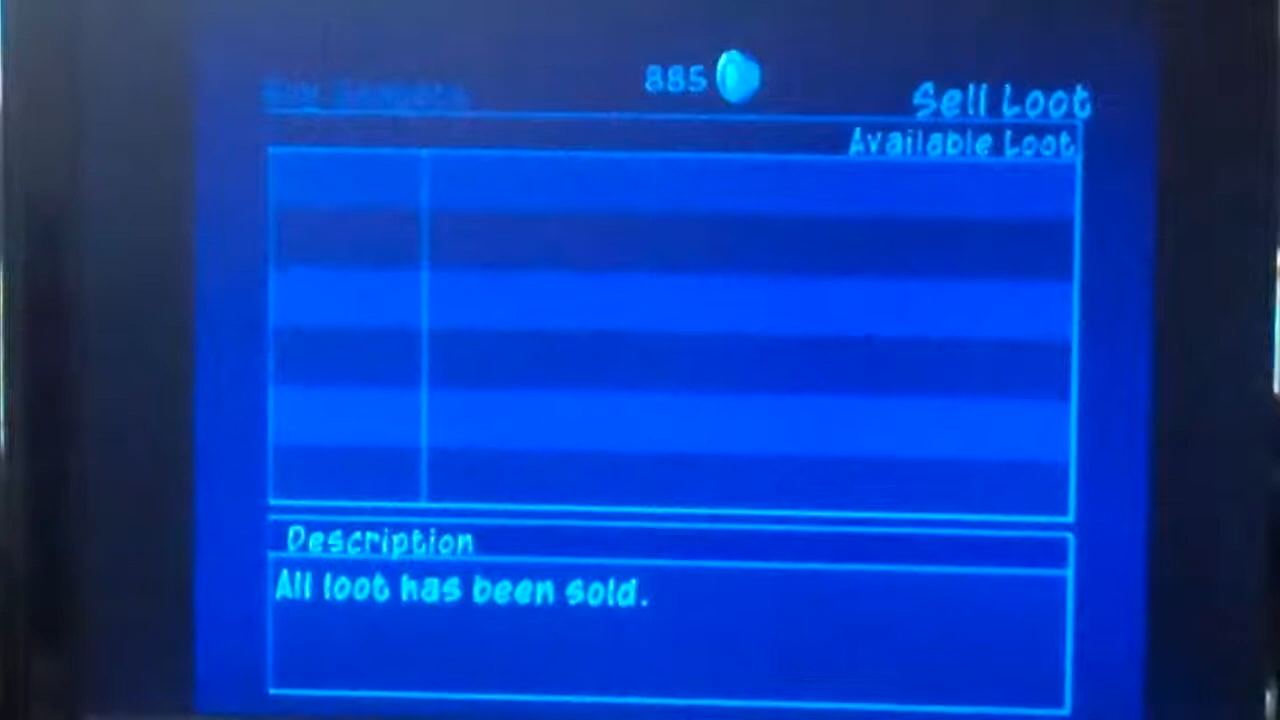 885
Sell Loot
Available Loot
Description
All loot has been sold.